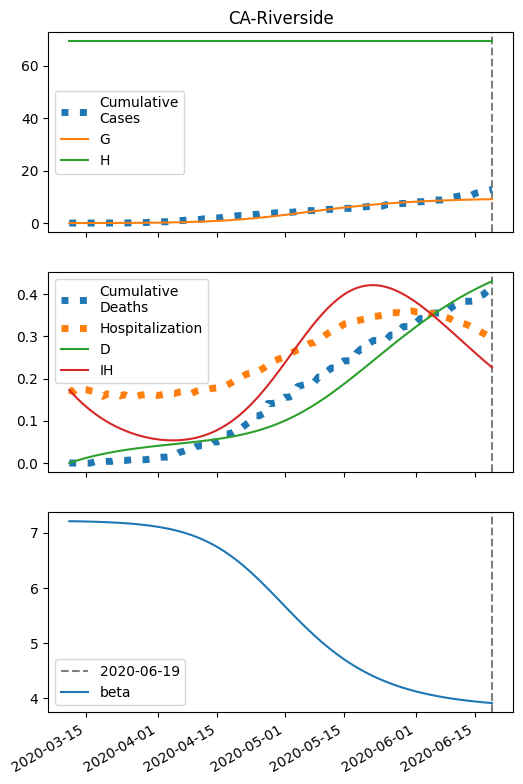 CA-Riverside
60
40
20
0
Cumulative
Cases
G
H
0.4
0.3
0.2
0.1
0.0
Cumulative
Deaths
Hospitalization
D
IH
7
6
5
4
2020-06-19
beta
2020-03-15
2020-04-01
2020-04-15
2020-05-01
2020-05-15
2020-06-01
2020-06-15